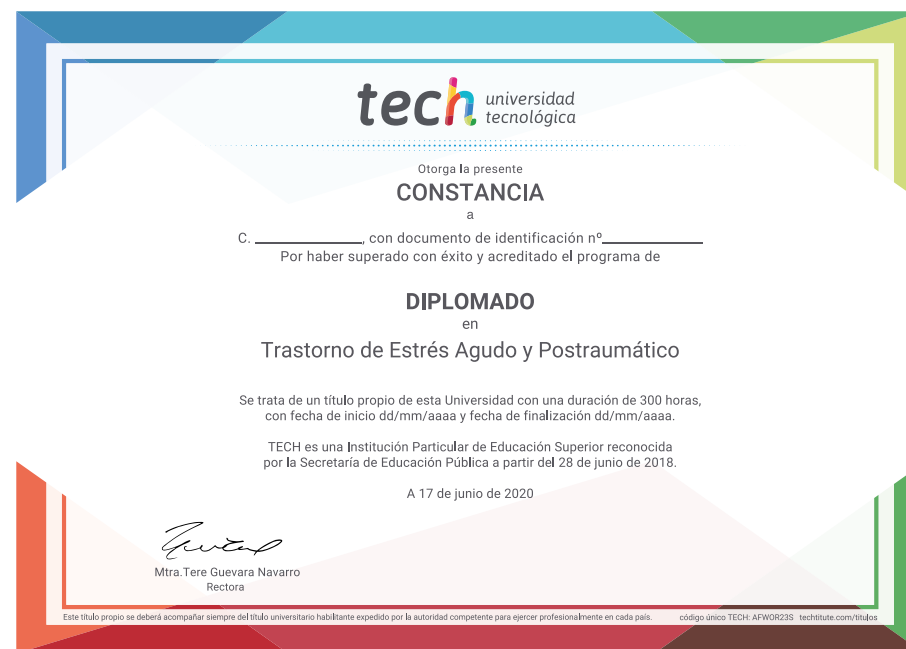 tech universidad
tecnológica
Otorga la presente
CONSTANCIA
a
C. ____________, con documento de identificación nº____________
Por haber superado con éxito y acreditado el programa de
DIPLOMADO
en
Trastorno de Estrés Agudo y Postraumático
Se trata de un título propio de esta Universidad con una duración de 300 horas,
con fecha de inicio dd/mm/aaaa y fecha de finalización dd/mm/aaaa.
TECH es una Institución Particular de Educación Superior reconocida
por la Secretaría de Educación Pública a partir del 28 de junio de 2018.
A 17 de junio de 2020
Mtra.Tere Guevara Navarro
Rectora
Este título propio se deberá acompañar siempre del título universitario habilitante expedido por la autoridad competente para ejercer profesionalmente en cada país. código único TECH: AFWOR23S techtitute.com/titulos